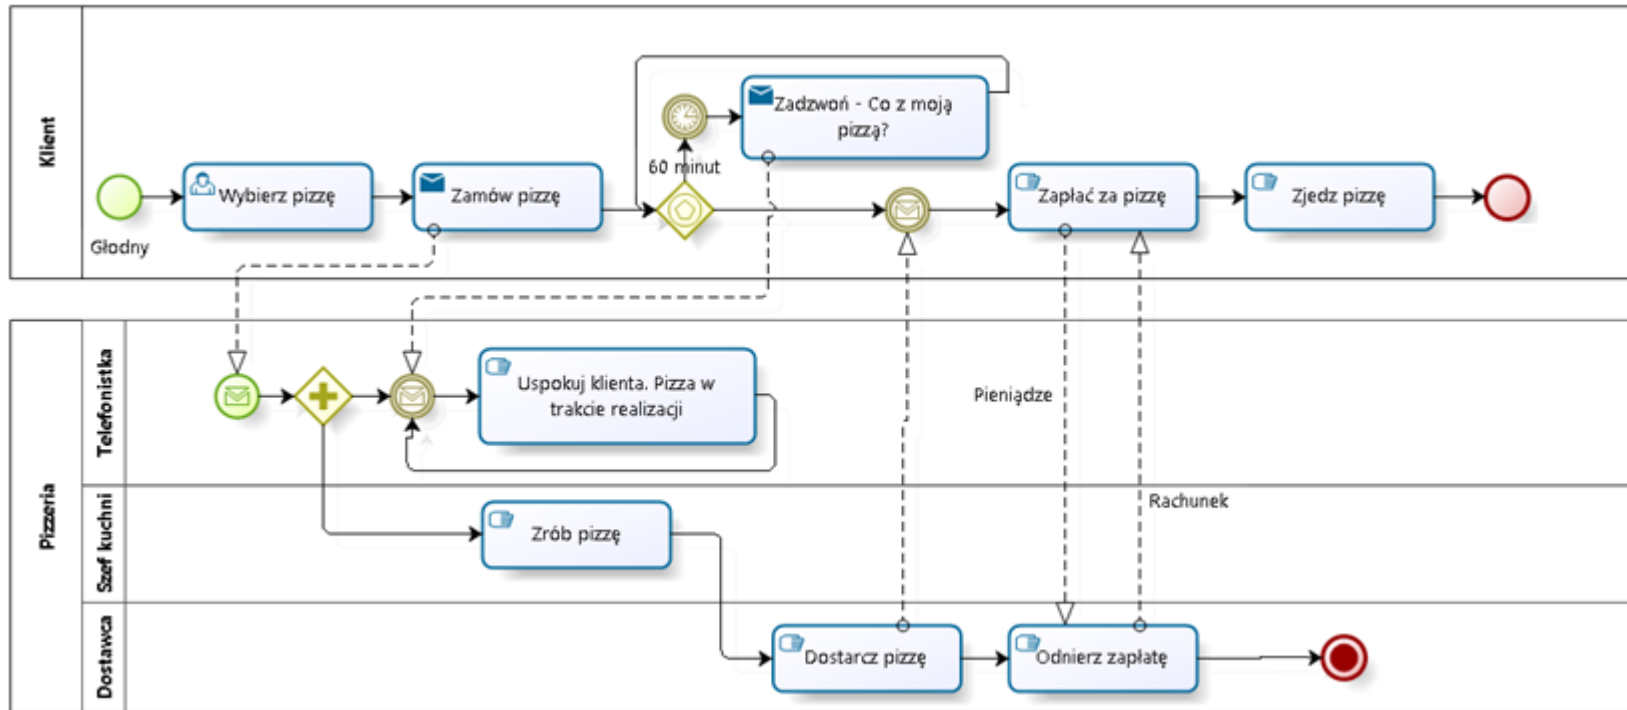 Klient
Głodny
Wybierz pizzę
Zamów pizzę
60 minut
Zadzwoń - Co z moją
pizzą?
Zapłać za pizzę
Zjedz pizzę
Pizzeria
Telefonistka
Uspokuj klienta. Pizza w
trakcie realizacji
Pieniądze
Rachunek
Szef kuchni
Zrób pizzę
Dostawca
Dostarcz pizzę
Odnierz zapłatę